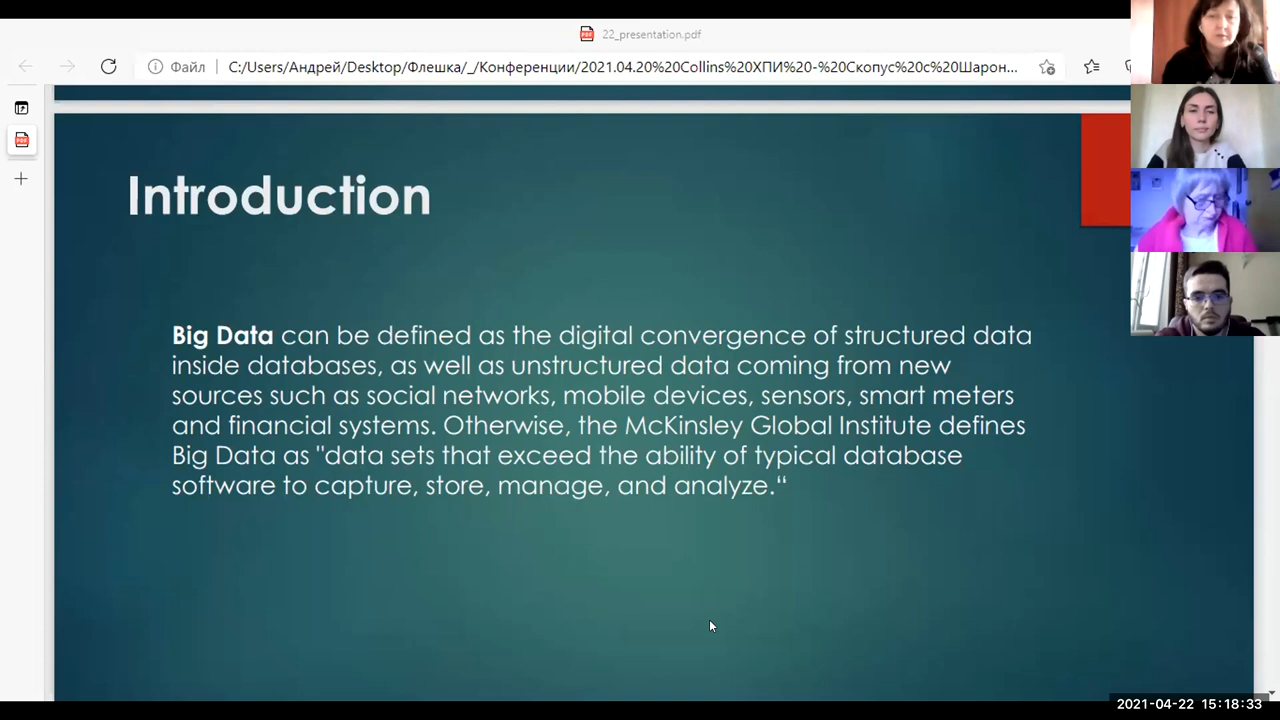 22_presentation.pdf
Файл
C:/Users/Андрей/Desktop/Флешка/_/Конференции/2021.04.20%20Collins%20ХПИ%20-%20Скопус%20с%20Шарон...
Introduction
Big Data can be defined as the digital convergence of structured data
inside databases, as well as unstructured data coming from new
sources such as social networks, mobile devices, sensors, smart meters
and financial systems. Otherwise, the McKinsley Global Institute defines
Big Data as "data sets that exceed the ability of typical database
software to capture, store, manage, and analyze.“
2021-04-22 15:18:33